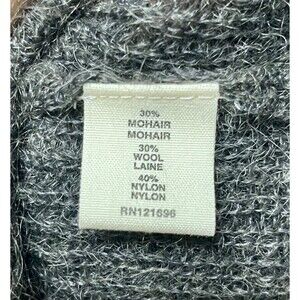 30%
MOHAIR
MOHAIR
30%
WOOL
LAINE
40%
NYLON
NYLON
RN121696